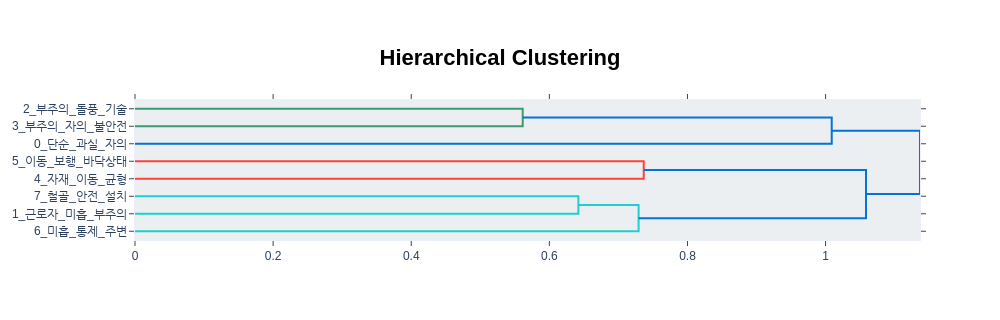 Hierarchical Clustering
2_부주의_돌풍_기술
3_부주의_자의_불안전
0_단순_과실_자의
5_이동_보행_바닥상태
4_자재_이동_균형
7_철골_안전_설치
1_근로자_미흡_부주의
6_미흡_통제_주변
0 0.2 0.4 0.6 0.8 1